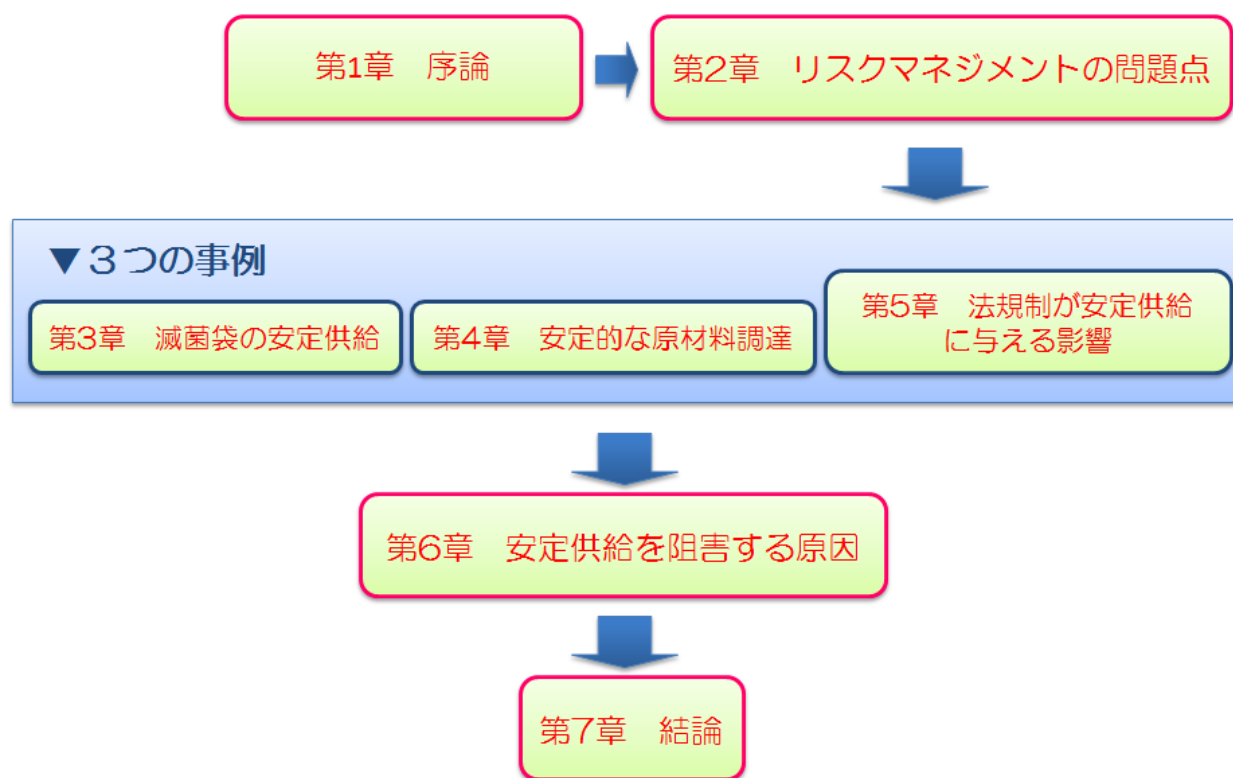 第1章　序論
第2章　リスクマネジメントの問題点
▼３つの事例
第3章　滅菌袋の安定供給
第4章　安定的な原材料調達
第5章　法規制が安定供給
に与える影響
第6章　安定供給を阻害する原因
第7章　結論